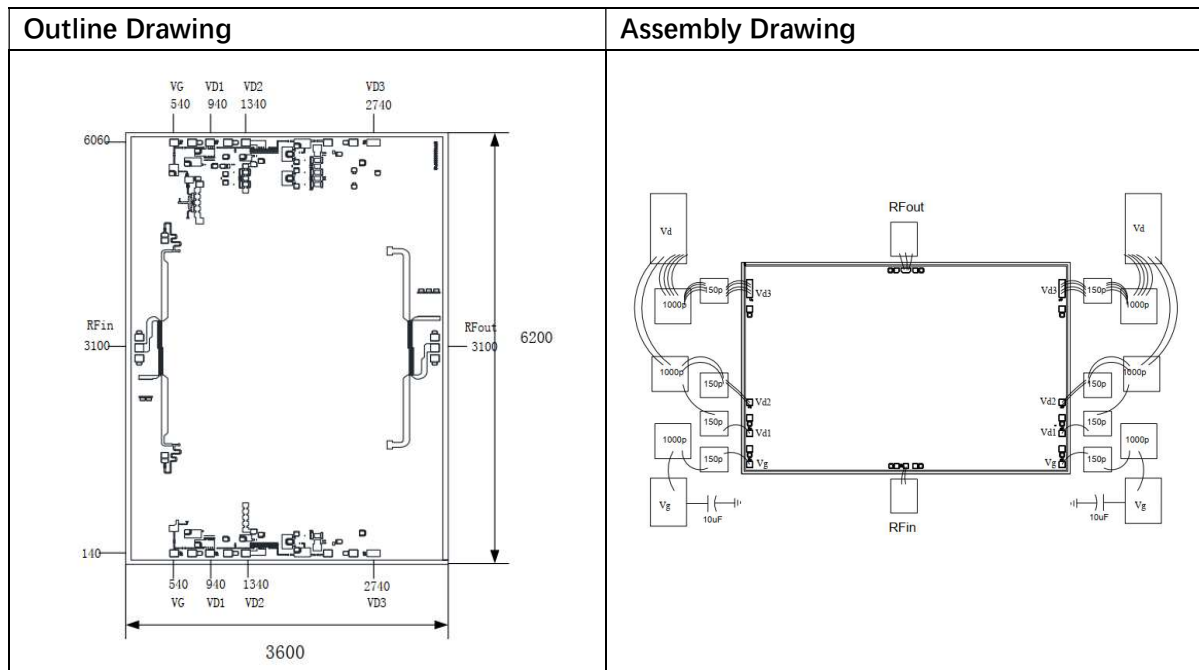 Outline Drawing
VG VD1 VD2 VD3
540 940 1340 2740
6060
RFin
3100
RFout
3100
6200
140
540 940 1340 2740
VG VD1 VD2 VD3
3600
Assembly Drawing
RFout
Vd Vd
1000p 150p Vd3 Vd3 150p 1000p
1000p 150p 150p 1000p
Vd2 Vd2
150p Vd1 Vd1 150p
1000p 1000p
150p Vg Vg 150p
Vg Vg
10uF 10uF
RFin